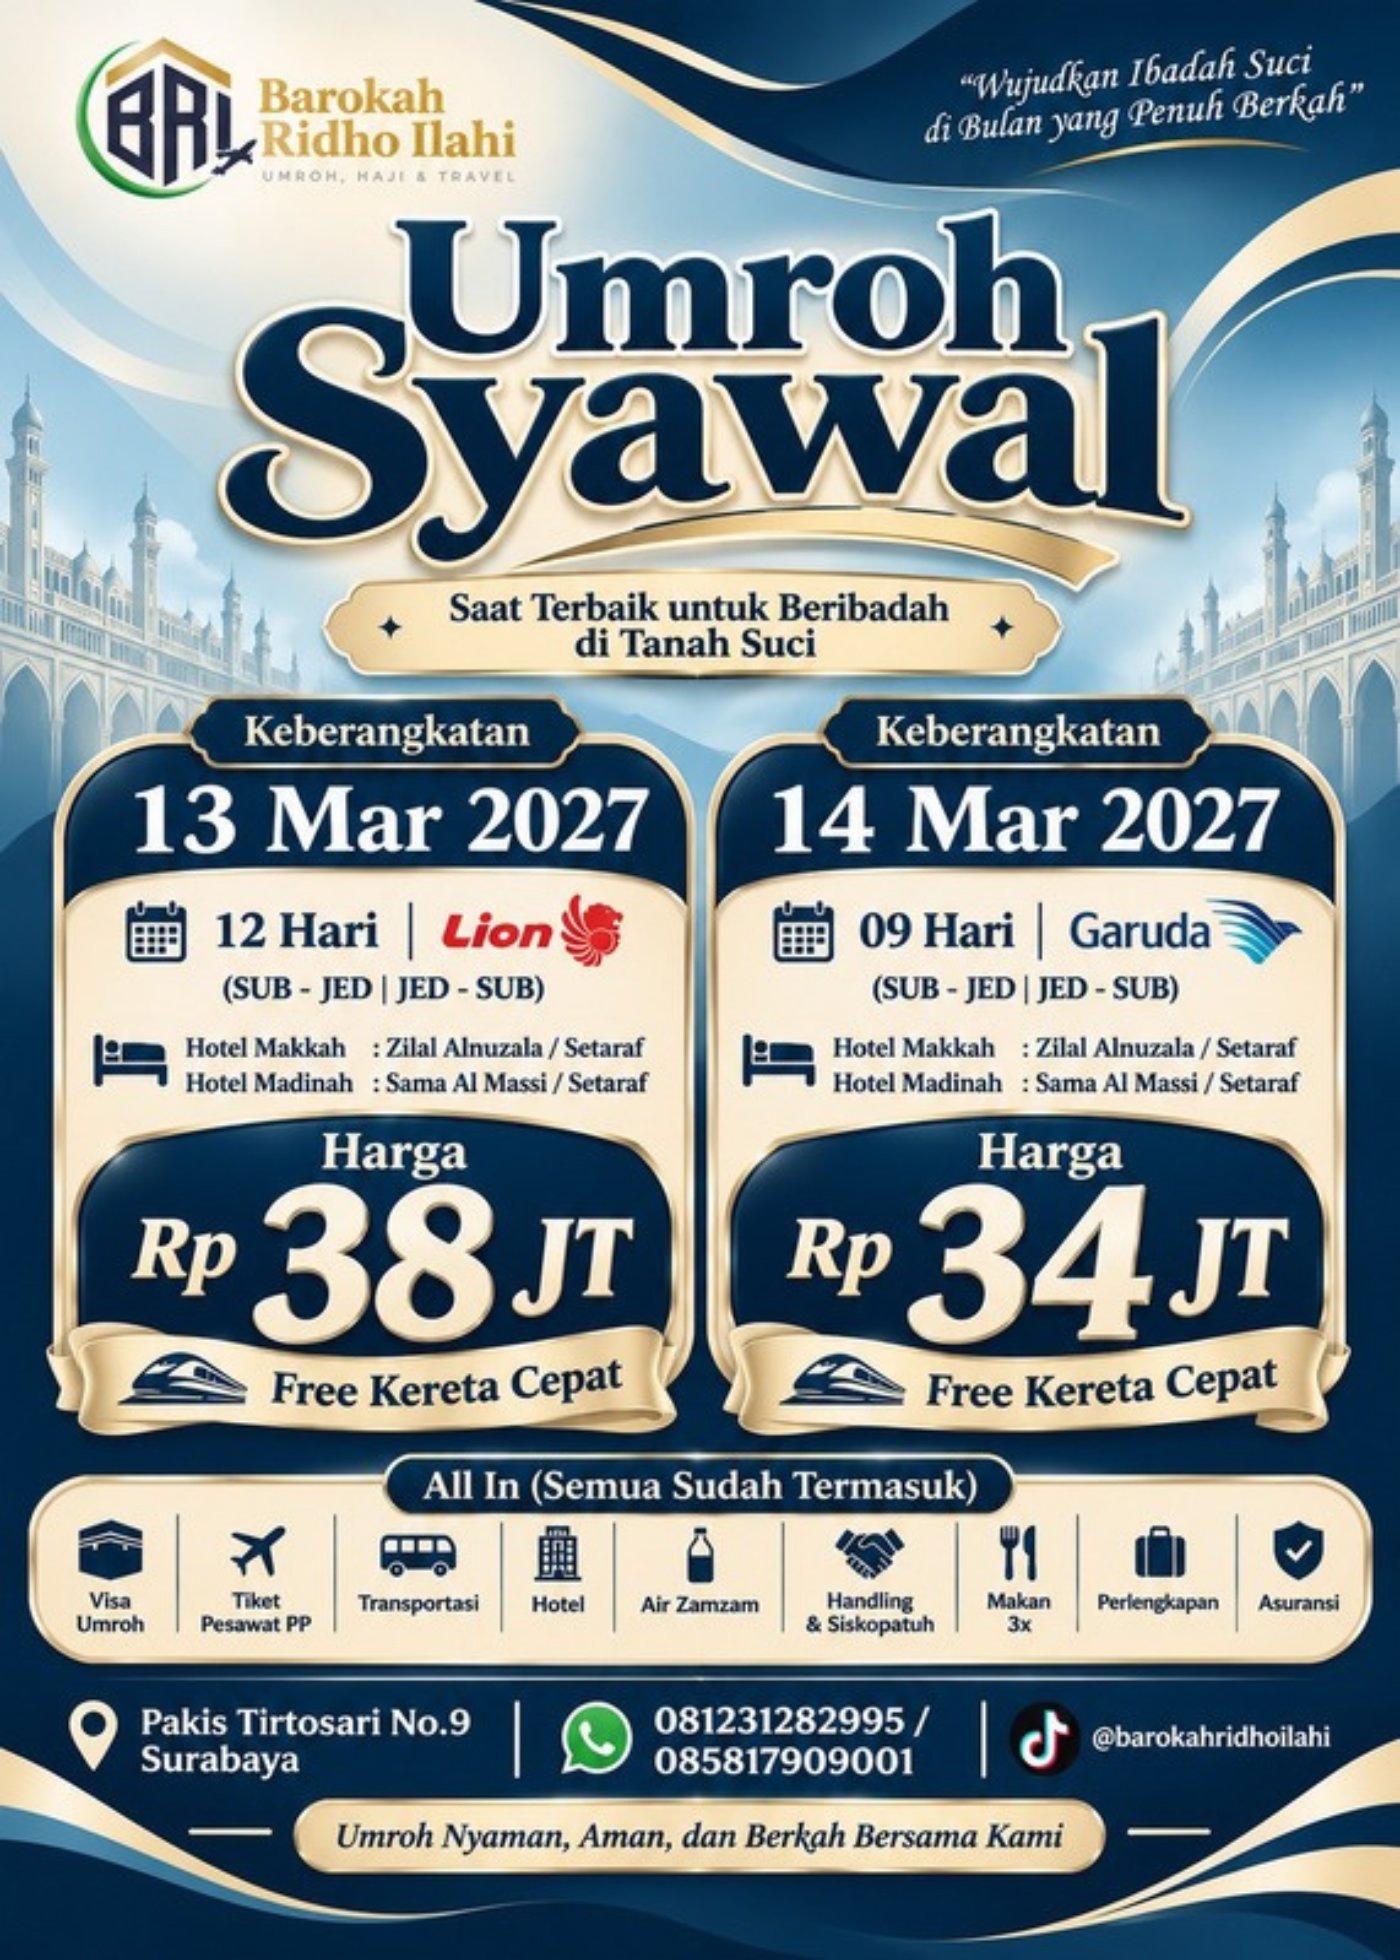 BRI
Barokah
Ridho Ilahi
UMROH, HAJI & TRAVEL
“Wujudkan Ibadah Suci
di Bulan yang Penuh Berkah”
Umroh
Syawal
Saat Terbaik untuk Beribadah
di Tanah Suci
Keberangkatan
13 Mar 2027
12 Hari | Lion
(SUB - JED | JED - SUB)
Hotel Makkah : Zilal Alnuzala / Setaraf
Hotel Madinah : Sama Al Massi / Setaraf
Harga
Rp 38 JT
Free Kereta Cepat
Keberangkatan
14 Mar 2027
09 Hari | Garuda
(SUB - JED | JED - SUB)
Hotel Makkah : Zilal Alnuzala / Setaraf
Hotel Madinah : Sama Al Massi / Setaraf
Harga
Rp 34 JT
Free Kereta Cepat
All In (Semua Sudah Termasuk)
Visa
Umroh
Tiket
Pesawat PP
Transportasi
Hotel
Air Zamzam
Handling
& Siskopatuh
Makan
3x
Perlengkapan
Asuransi
Pakis Tirtosari No.9
Surabaya
081231282995 /
085817909001
@barokahridhoilahi
Umroh Nyaman, Aman, dan Berkah Bersama Kami